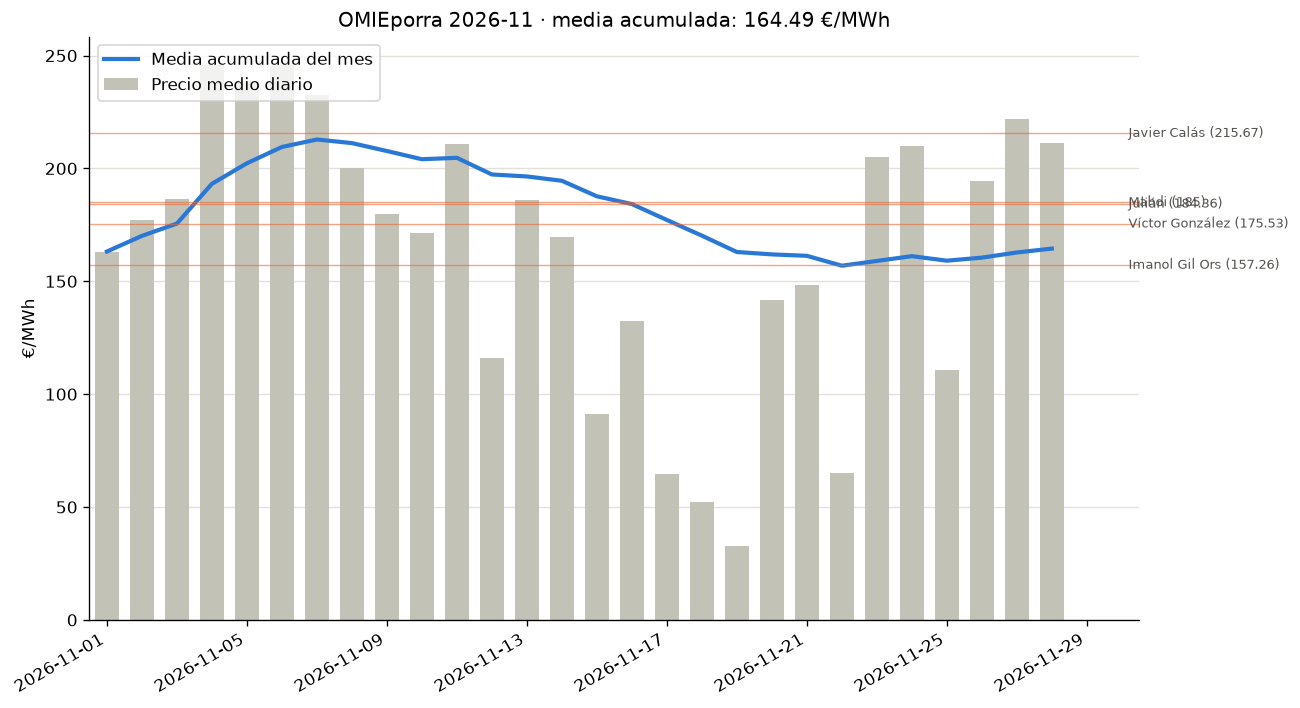 OMIEporra 2026-11 · media acumulada: 164.49 €/MWh
Media acumulada del mes
Precio medio diario
€/MWh
250
200
150
100
50
0
Javier Calás (215.67)
Víctor González (175.53)
Imanol Gil Ors (157.26)
2026-11-01
2026-11-05
2026-11-09
2026-11-13
2026-11-17
2026-11-21
2026-11-25
2026-11-29